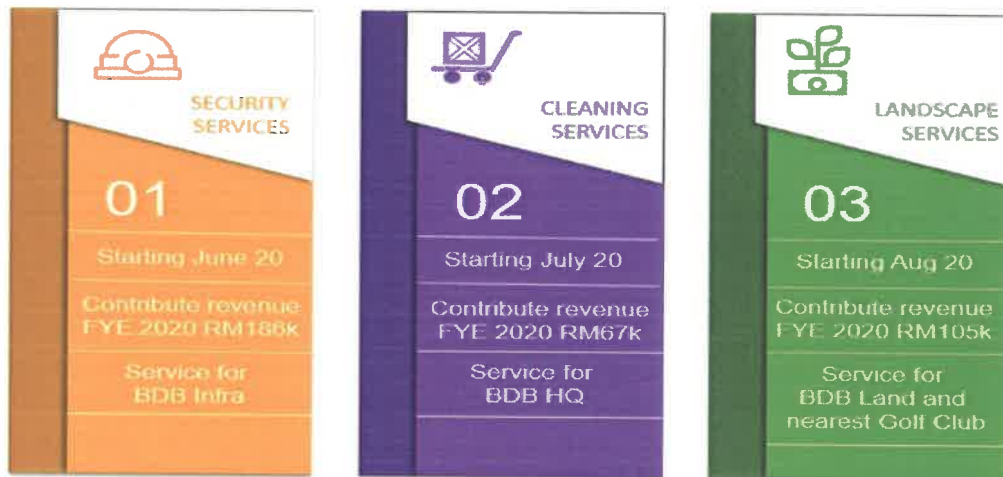 SECURITY
SERVICES
01
Starting June 20
Contribute revenue
FYE 2020 RM186k
Service for
BDB Infra
CLEANING
SERVICES
02
Starting July 20
Contribute revenue
FYE 2020 RM67k
Service for
BDB HQ
LANDSCAPE
SERVICES
03
Starting Aug 20
Contribute revenue
FYE 2020 RM105k
Service for
BDB Land and
nearest Golf Club